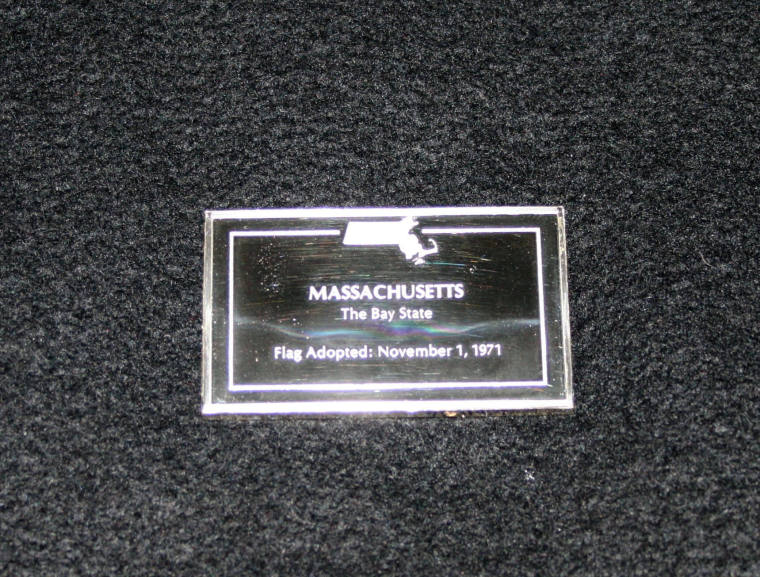 MASSACHUSETTS
The Bay State
Flag Adopted: November 1, 1971